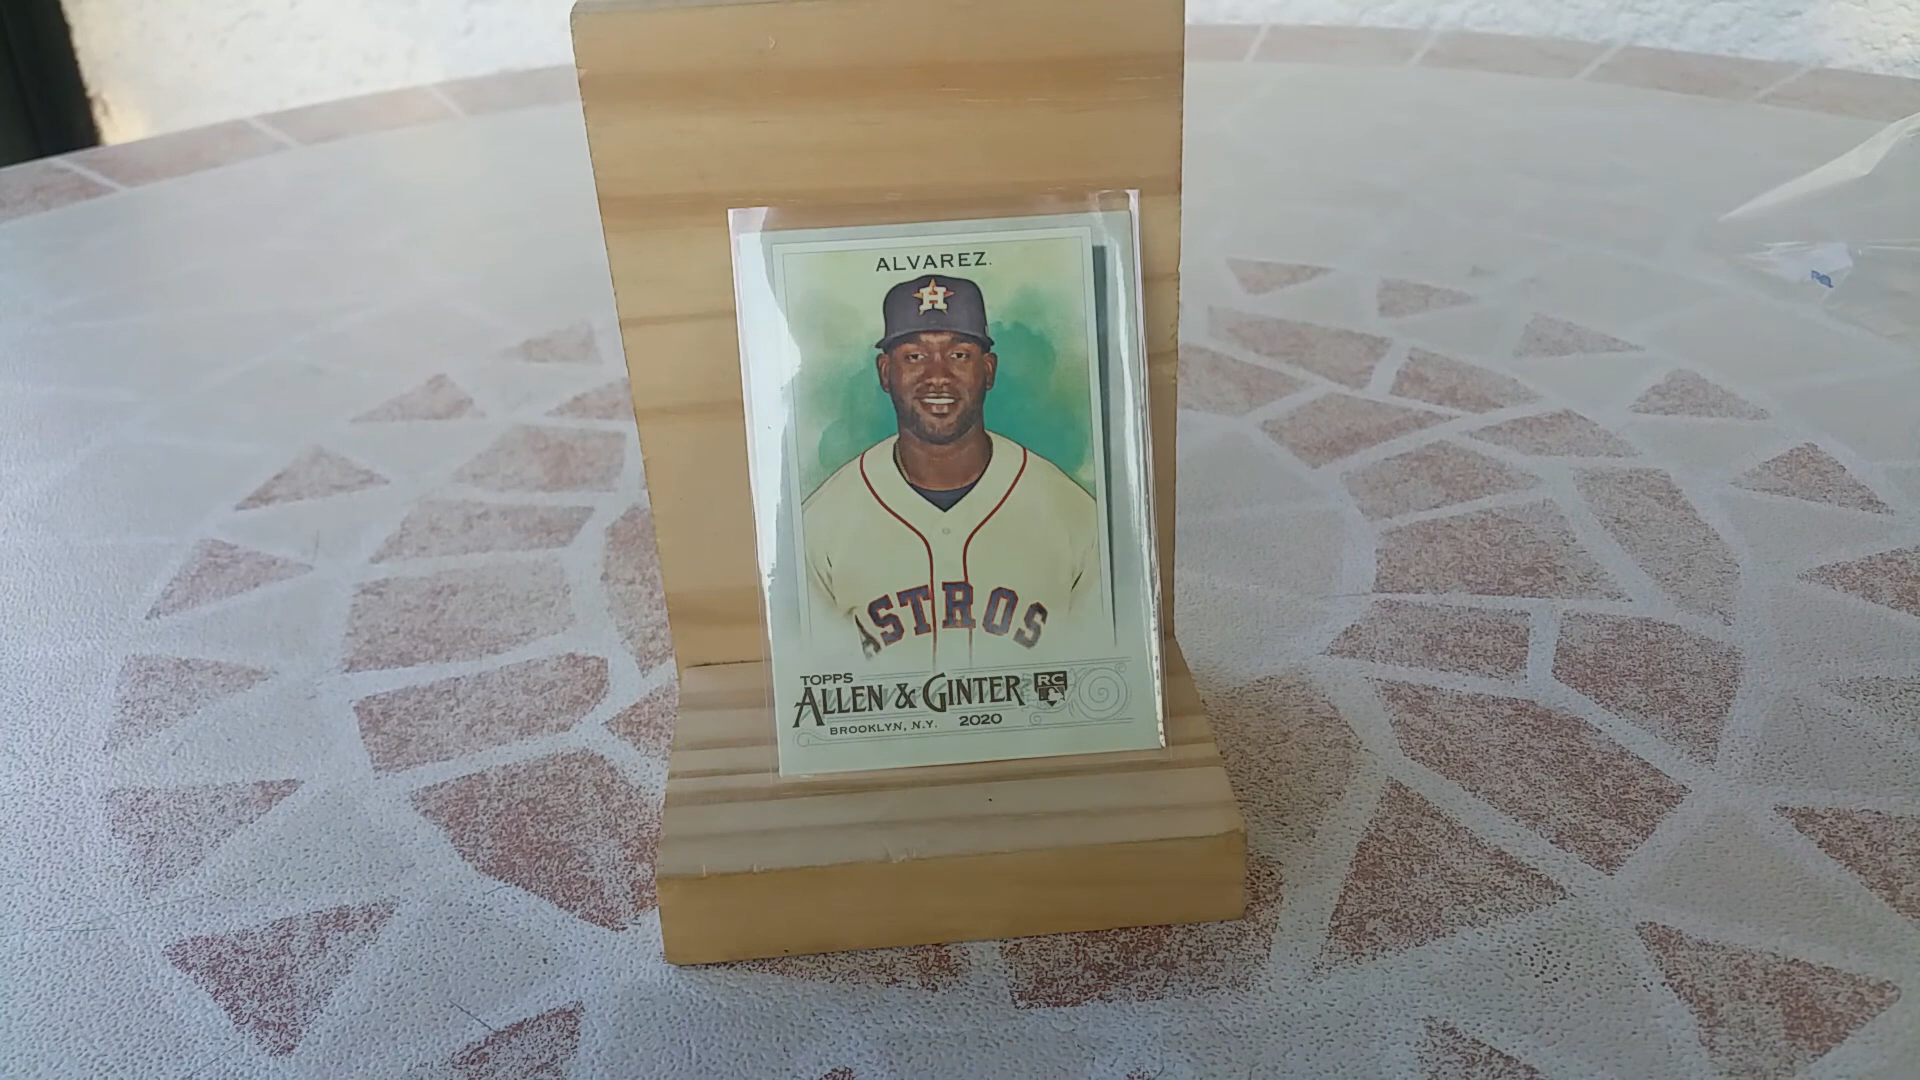 ALVAREZ.
H
ASTROS
TOPPS
ALLEN & GINTER RC
BROOKLYN, N.Y. 2020